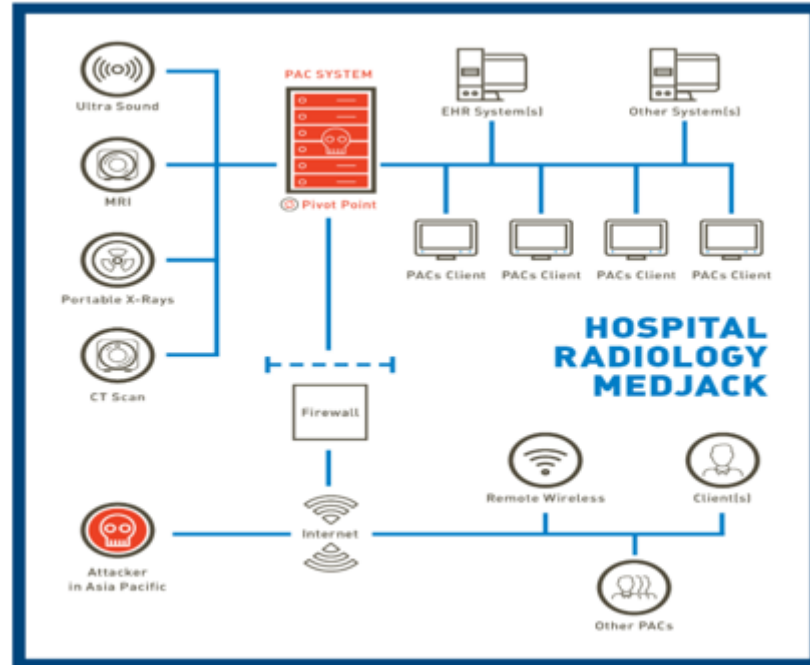 PAC SYSTEM
Ultra Sound
EHR System(s)
Other System(s)
MRI
Pivot Point
PACs Client
PACs Client
PACs Client
PACs Client
Portable X-Rays
HOSPITAL
RADIOLOGY
MEDJACK
CT Scan
Firewall
Remote Wireless
Client(s)
Internet
Attacker
in Asia Pacific
Other PACs